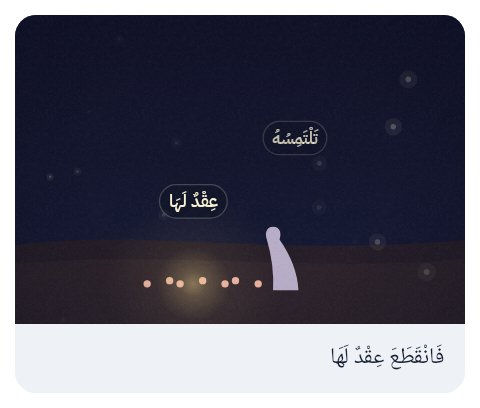 تَلْتَمِسُهُ
عِقْدٌ لَهَا
فَانْقَطَعَ عِقْدٌ لَهَا